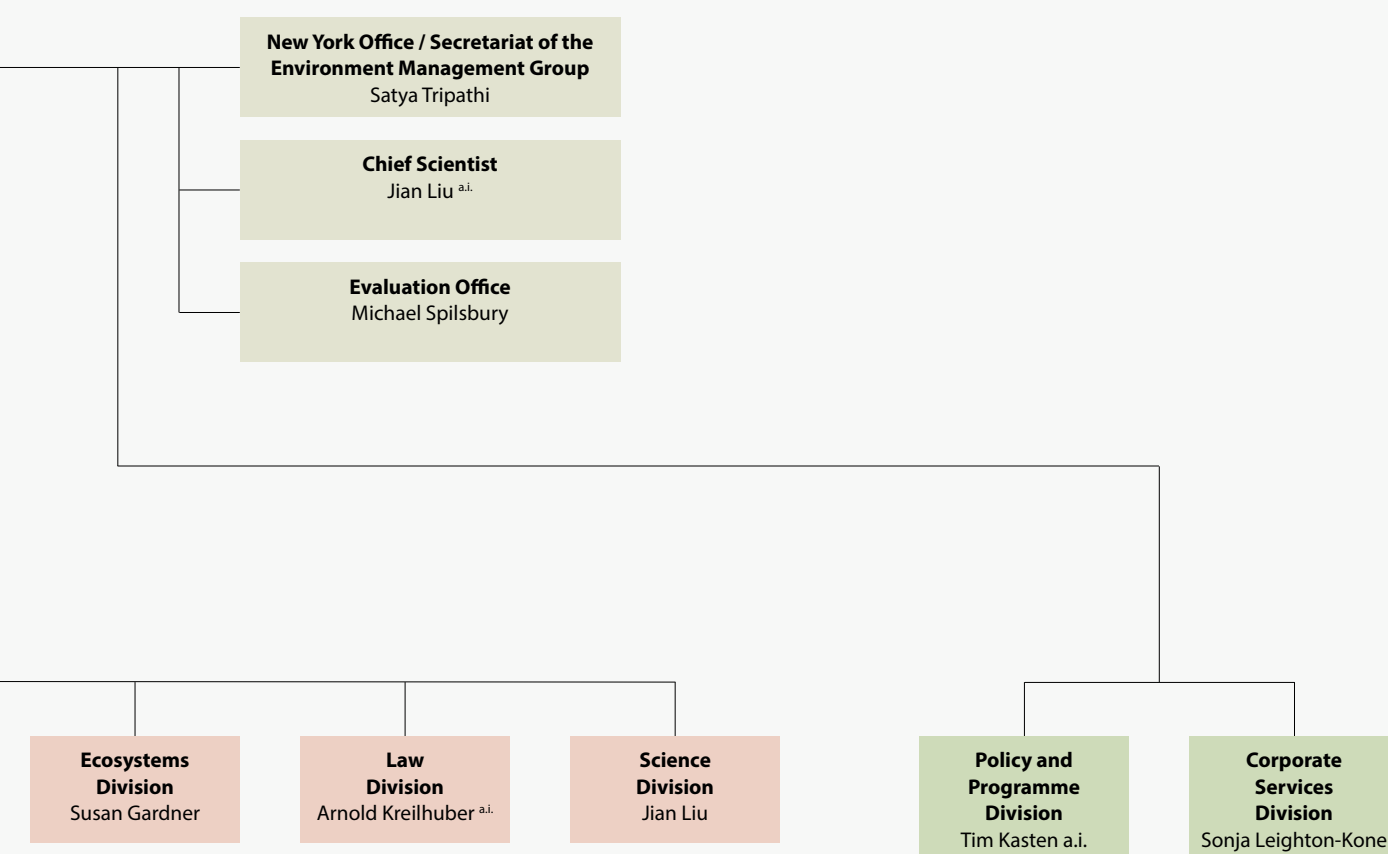 New York Office / Secretariat of the
Environment Management Group
Satya Tripathi
Chief Scientist
Jian Liu a.i.
Evaluation Office
Michael Spilsbury
Ecosystems
Division
Susan Gardner
Law
Division
Arnold Kreilhuber a.i.
Science
Division
Jian Liu
Policy and
Programme
Division
Tim Kasten a.i.
Corporate
Services
Division
Sonja Leighton-Kone